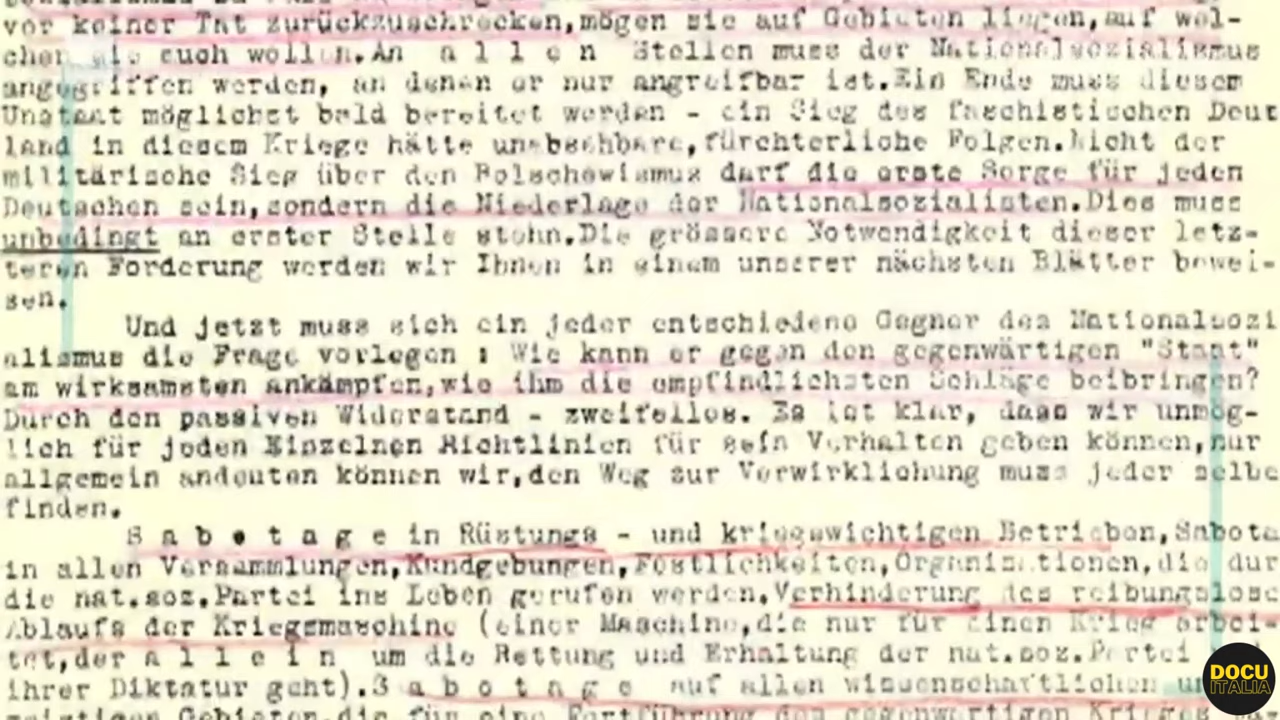 vor keiner Tat zurückzuschrecken,mögen sie auf Gebieten liegen,auf wel-
chen sie auch wollen.An a l l e n Stellen muss der Nationalsozialismus
angegriffen werden, an denen er nur angreifbar ist.Ein Ende muss diesem
Unstaat möglichst bald bereitet werden - ein Sieg des faschistischen Deut
land in diesem Kriege hätte unabsehbare,fürchterliche Folgen.Nicht der
militärische Sieg über den Bolschewismus darf die erste Sorge für jeden
Deutschen sein,sondern die Niederlage der Nationalsozialisten.Dies muss
unbedingt an erster Stelle stehn.Die grössere Notwendigkeit dieser letz-
teren Forderung werden wir Ihnen in einem unserer nächsten Blätter bewei-
sen.
Und jetzt muss sich ein jeder entschiedene Gegner des Nationalsozi
alismus die Frage vorlegen : Wie kann er gegen den gegenwärtigen "Staat"
am wirksamsten ankämpfen,wie ihm die empfindlichsten Schläge beibringen?
Durch den passiven Widerstand - zweifellos. Es ist klar, dass wir unmög-
lich für jeden Einzelnen Richtlinien für sein Verhalten geben können,nur
allgemein andeuten können wir,den Weg zur Verwirklichung muss jeder selbe
finden.
S a b o t a g e in Rüstungs - und kriegswichtigen Betrieben,Sabota
in allen Versammlungen,Kundgebungen,Festlichkeiten,Organisationen,die dur
die nat.soz.Partei ins Leben gerufen werden.Verhinderung des reibungslose
Ablaufs der Kriegsmaschine (einer Maschine,die nur für einen Krieg arbei-
tet,der a l l e i n um die Rettung und Erhaltung der nat.soz.Partei
ihrer Diktatur geht).S a b o t a g e auf allen wissenschaftlichen u
geistigen Gebieten,die für eine Fortführung des gegenwärtigen Krieges
DOCU
ITALIA